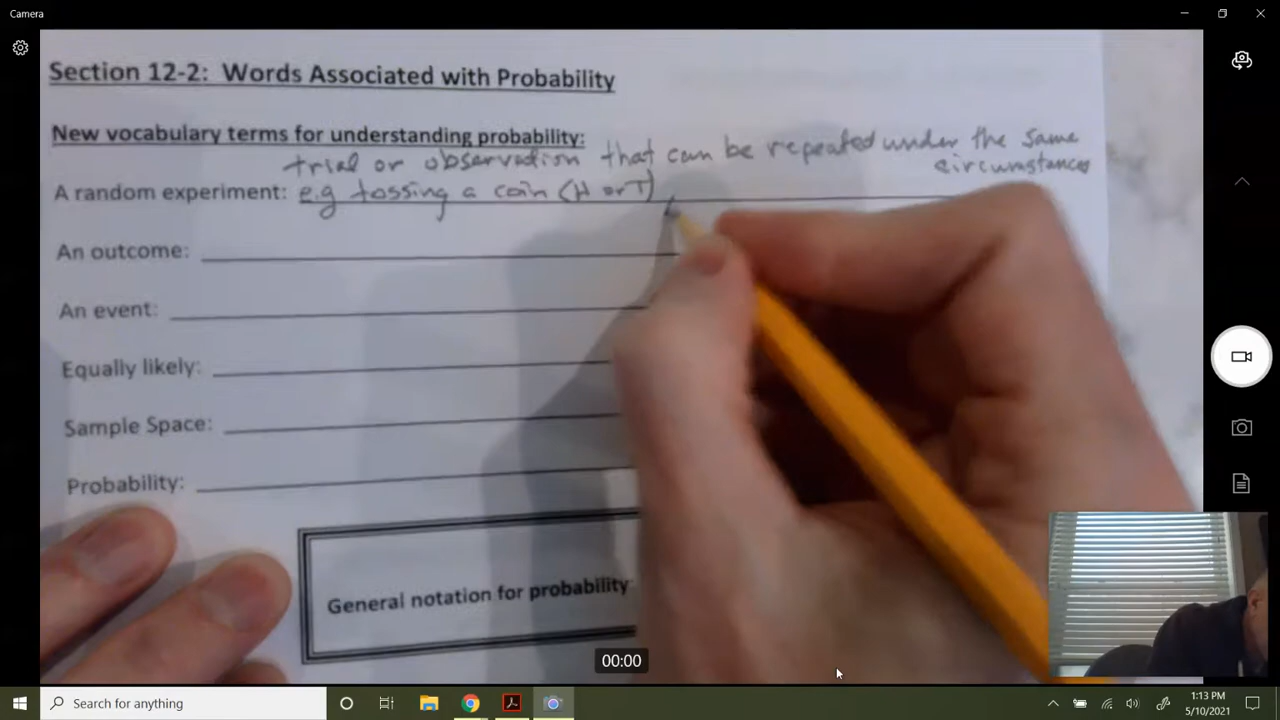 Camera
Section 12-2: Words Associated with Probability
New vocabulary terms for understanding probability:
trial or observation that can be repeated under the same
circumstances
A random experiment: e.g tossing a coin (H or T),
An outcome:
An event:
Equally likely:
Sample Space:
Probability:
General notation for probability
00:00
Search for anything
1:13 PM
5/10/2021